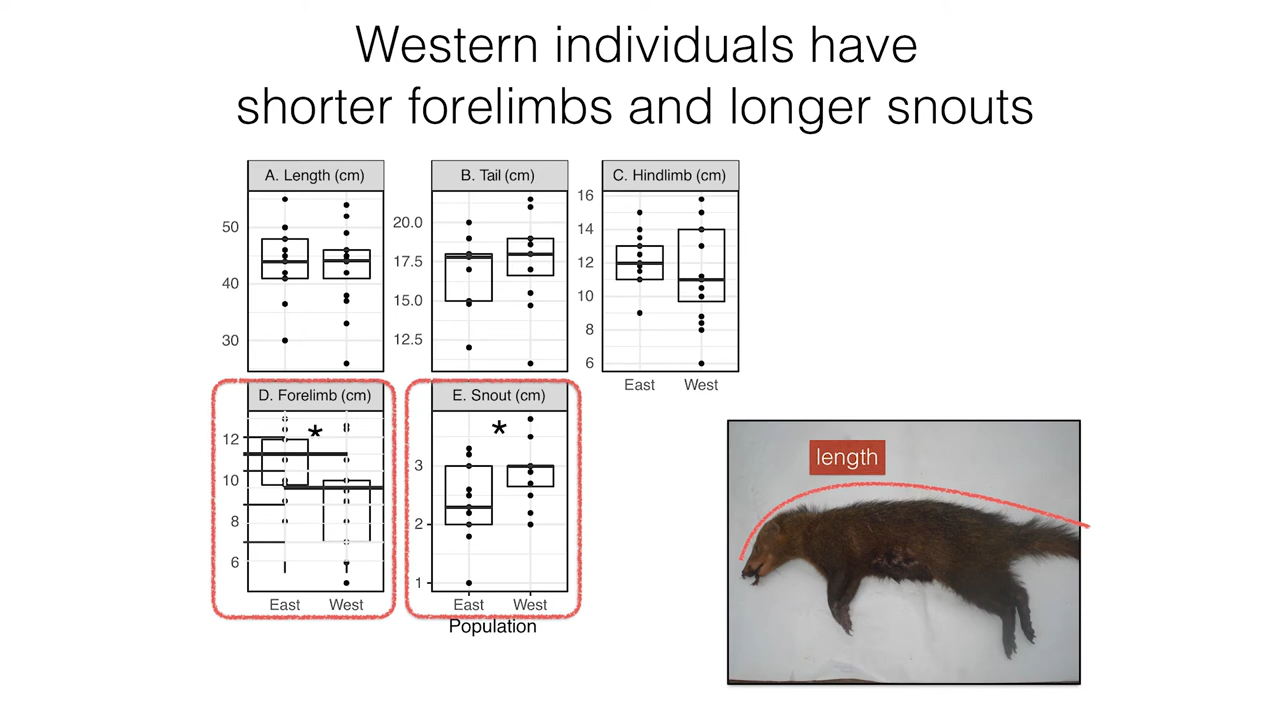 Western individuals have
shorter forelimbs and longer snouts
A. Length (cm)
50
40
30
B. Tail (cm)
20.0
17.5
15.0
12.5
C. Hindlimb (cm)
16
14
12
10
8
6
East West
D. Forelimb (cm)
*
12
10
8
6
East West
E. Snout (cm)
*
3
2
1
East West
Population
length